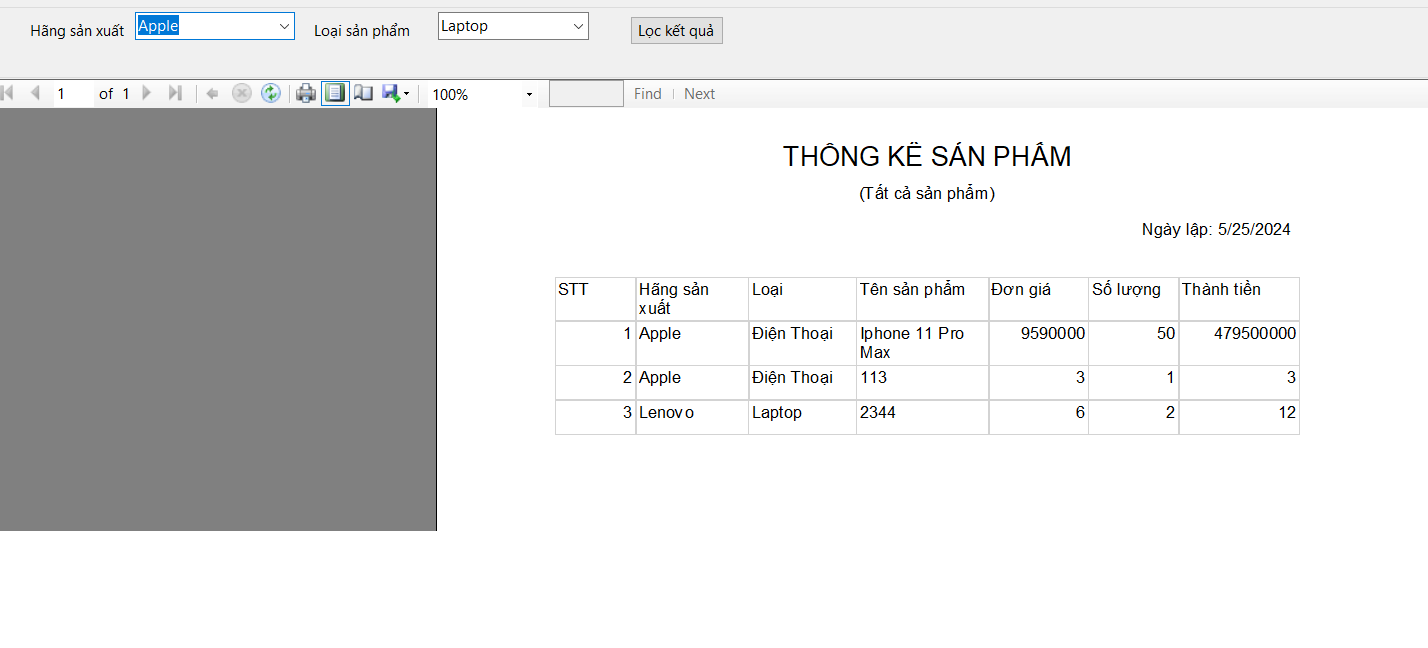 Hãng sản xuất Apple Loại sản phẩm Laptop Lọc kết quả
1 of 1 100% Find Next
THỐNG KÊ SẢN PHẨM
(Tất cả sản phẩm)
Ngày lập: 5/25/2024
STT Hãng sản xuất Loại Tên sản phẩm Đơn giá Số lượng Thành tiền
1 Apple Điện Thoại Iphone 11 Pro Max 9590000 50 479500000
2 Apple Điện Thoại 113 3 1 3
3 Lenovo Laptop 2344 6 2 12